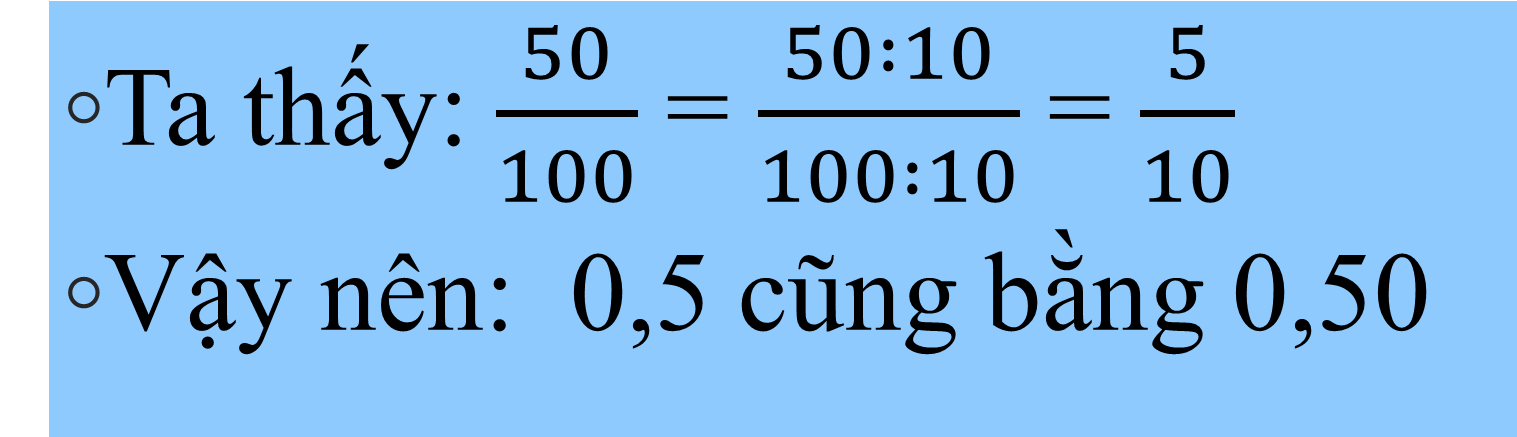 ◦Ta thấy: 50/100 = 50:10/100:10 = 5/10
◦Vậy nên: 0,5 cũng bằng 0,50